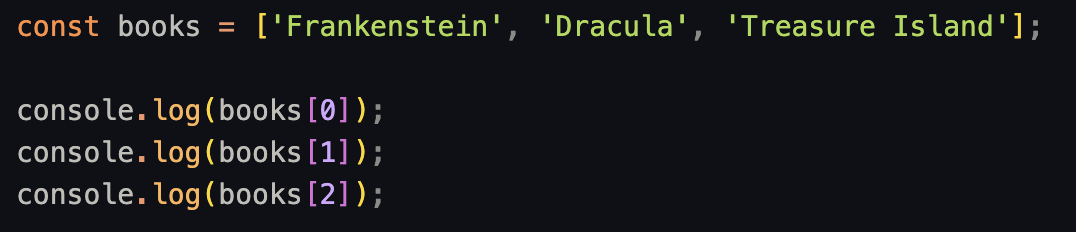 const books = ['Frankenstein', 'Dracula', 'Treasure Island'];
console.log(books[0]);
console.log(books[1]);
console.log(books[2]);